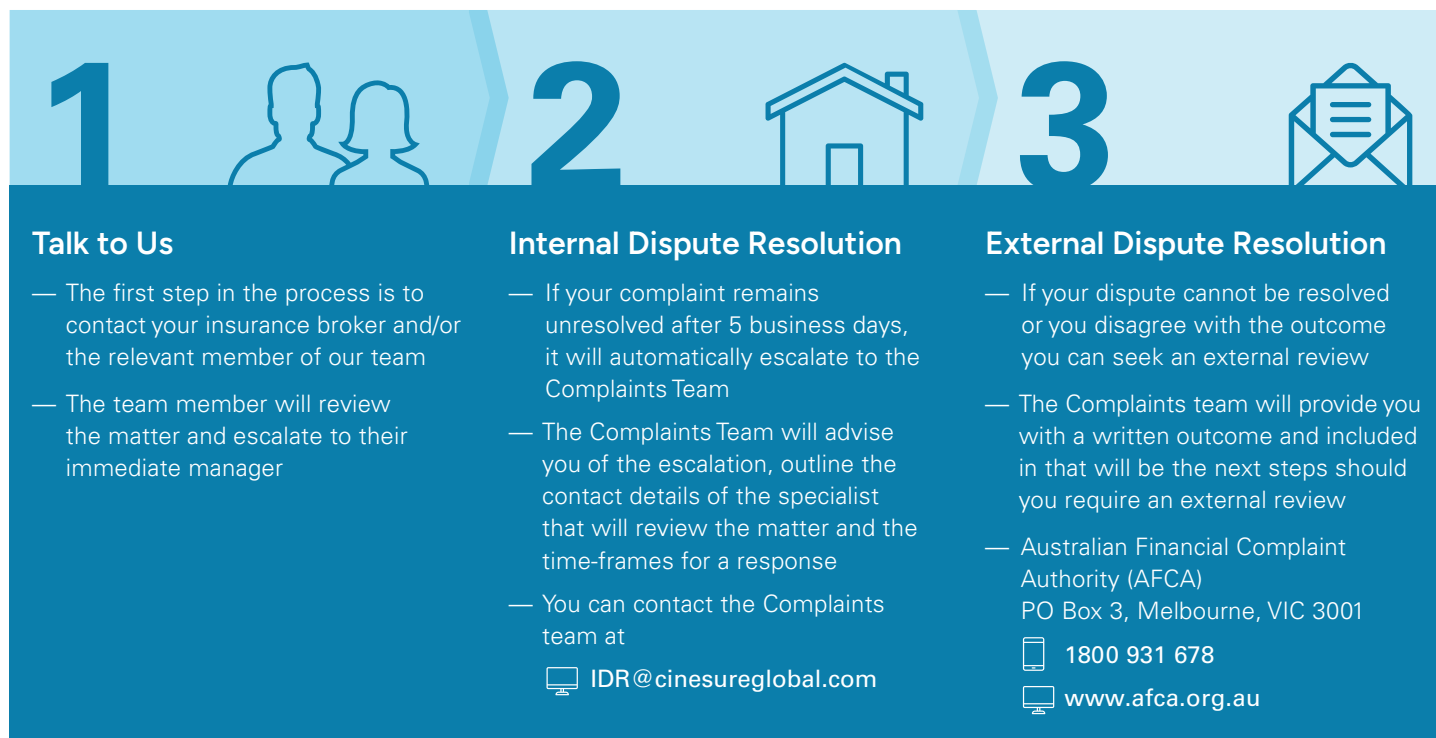 1
2
3
Talk to Us
— The first step in the process is to
contact your insurance broker and/or
the relevant member of our team
— The team member will review
the matter and escalate to their
immediate manager
Internal Dispute Resolution
— If your complaint remains
unresolved after 5 business days,
it will automatically escalate to the
Complaints Team
— The Complaints Team will advise
you of the escalation, outline the
contact details of the specialist
that will review the matter and the
time-frames for a response
— You can contact the Complaints
team at
IDR@cinesureglobal.com
External Dispute Resolution
— If your dispute cannot be resolved
or you disagree with the outcome
you can seek an external review
— The Complaints team will provide you
with a written outcome and included
in that will be the next steps should
you require an external review
— Australian Financial Complaint
Authority (AFCA)
PO Box 3, Melbourne, VIC 3001
1800 931 678
www.afca.org.au